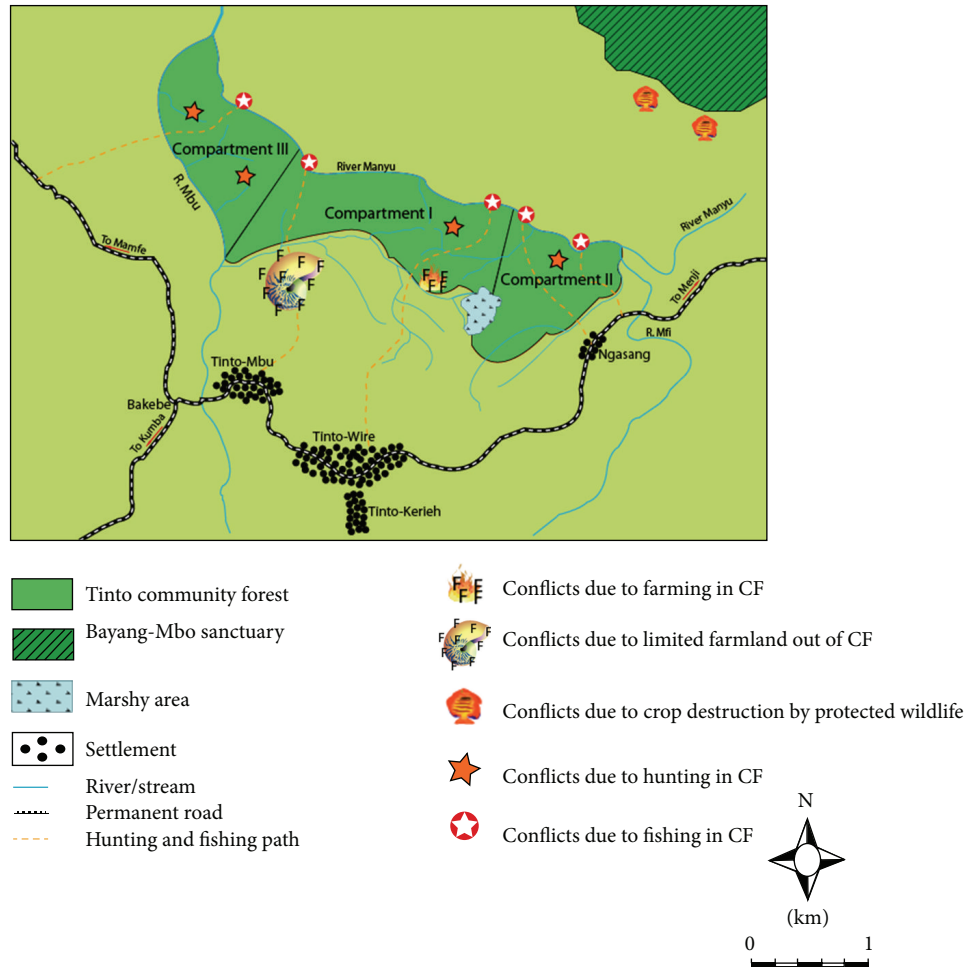 Compartment III
River Manyu
R. Mbu
Compartment I
River Manyu
Compartment II
To Mamfe
To Menji
R. Mfi
Ngasang
Tinto-Mbu
Bakebe
To Kumba
Tinto-Wire
Tinto-Kerieh
F F F F F F F F F F
F F F F F
Tinto community forest
Bayang-Mbo sanctuary
Marshy area
Settlement
River/stream
Permanent road
Hunting and fishing path
F F F F F
Conflicts due to farming in CF
F F F F F F F F F
Conflicts due to limited farmland out of CF
Conflicts due to crop destruction by protected wildlife
Conflicts due to hunting in CF
Conflicts due to fishing in CF
N
(km)
0 1